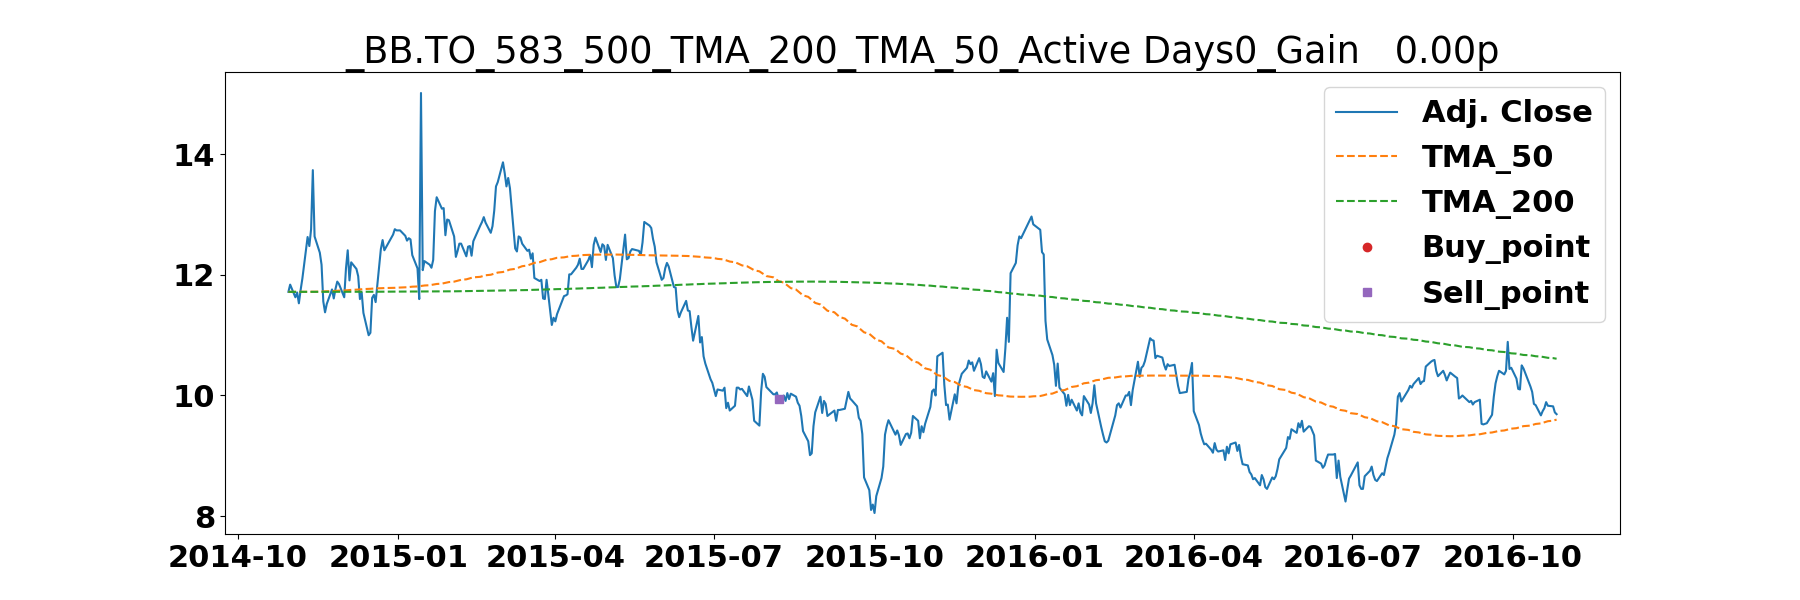 _BB.TO_583_500_TMA_200_TMA_50_Active Days0_Gain   0.00p
Adj. Close
TMA_50
TMA_200
Buy_point
Sell_point
14
12
10
8
2014-10 2015-01 2015-04 2015-07 2015-10 2016-01 2016-04 2016-07 2016-10